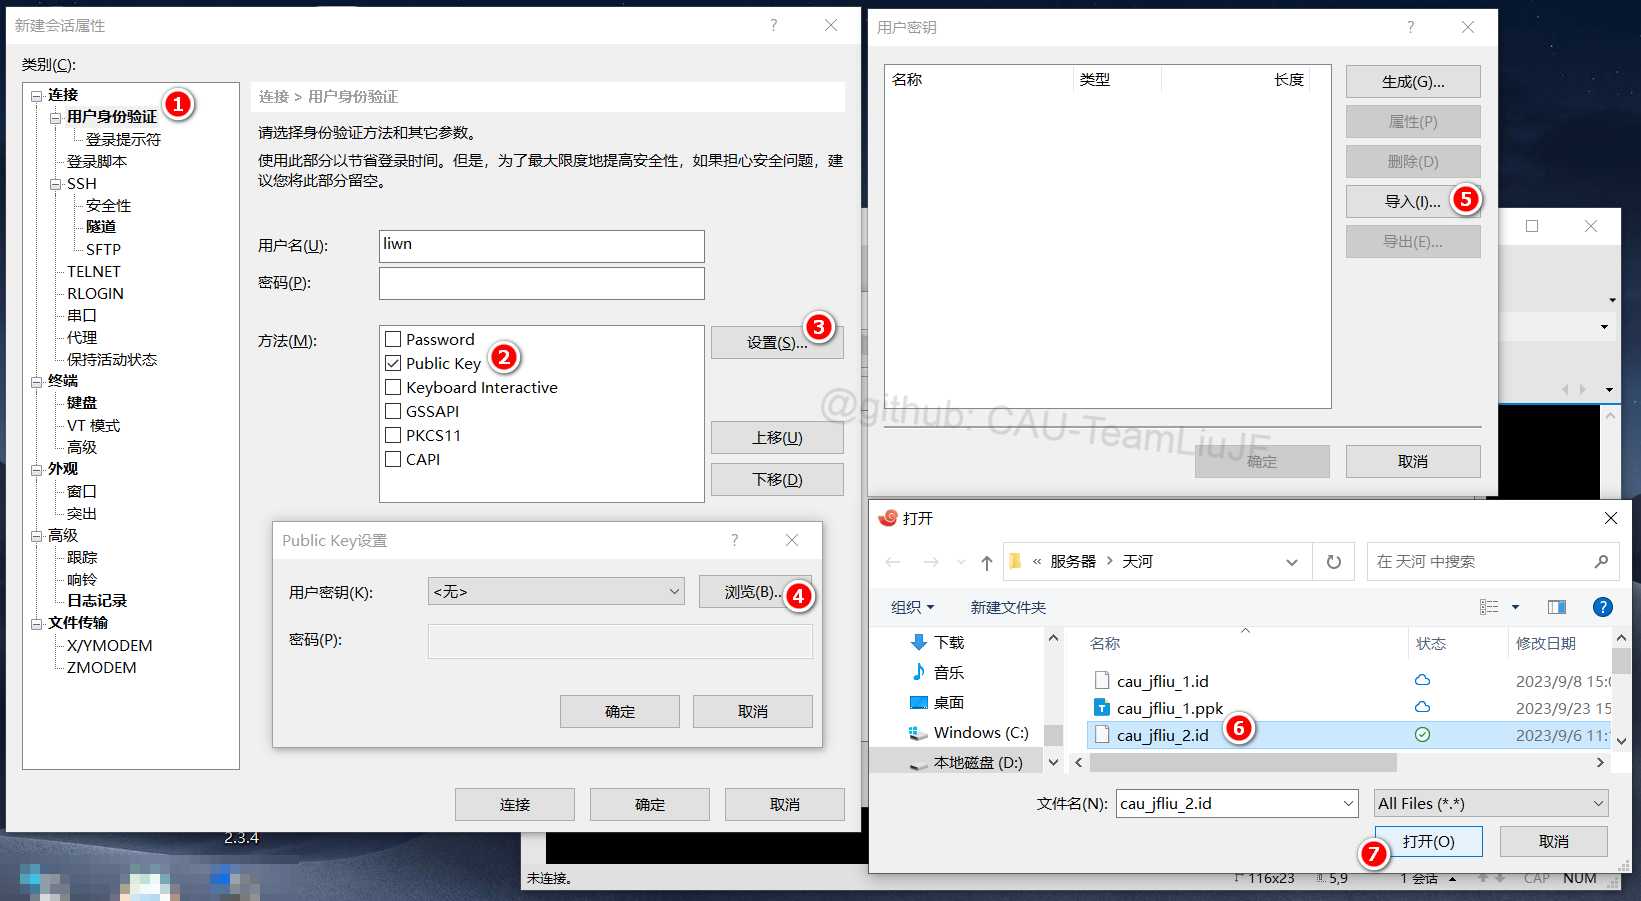 新建会话属性
?
类别(C):
连接
用户身份验证
1
登录提示符
登录脚本
SSH
安全性
隧道
SFTP
TELNET
RLOGIN
串口
代理
保持活动状态
终端
键盘
VT 模式
高级
外观
窗口
突出
高级
跟踪
响铃
日志记录
文件传输
X/YMODEM
ZMODEM
连接 > 用户身份验证
请选择身份验证方法和其它参数。
使用此部分以节省登录时间。但是，为了最大限度地提高安全性，如果担心安全问题，建
议您将此部分留空。
用户名(U):
liwn
密码(P):
方法(M):
Password
Public Key
2
Keyboard Interactive
GSSAPI
PKCS11
CAPI
设置(S)...
3
上移(U)
下移(D)
Public Key设置
?
用户密钥(K):
<无>
浏览(B)...
4
密码(P):
确定
取消
连接
确定
取消
用户密钥
?
名称
类型
长度
生成(G)...
属性(P)
删除(D)
导入(I)...
5
导出(E)...
确定
取消
@github: CAU-TeamLiuJF
打开
« 服务器 > 天河
在 天河 中搜索
组织
新建文件夹
?
下载
音乐
桌面
Windows (C:)
本地磁盘 (D:)
名称
状态
修改日期
cau_jfliu_1.id
2023/9/8 15:0
cau_jfliu_1.ppk
2023/9/23 15
cau_jfliu_2.id
6
2023/9/6 11:
文件名(N):
cau_jfliu_2.id
All Files (*.*)
7
打开(O)
取消
2.3.4
未连接。
116x23
5,9
1 会话
CAP
NUM